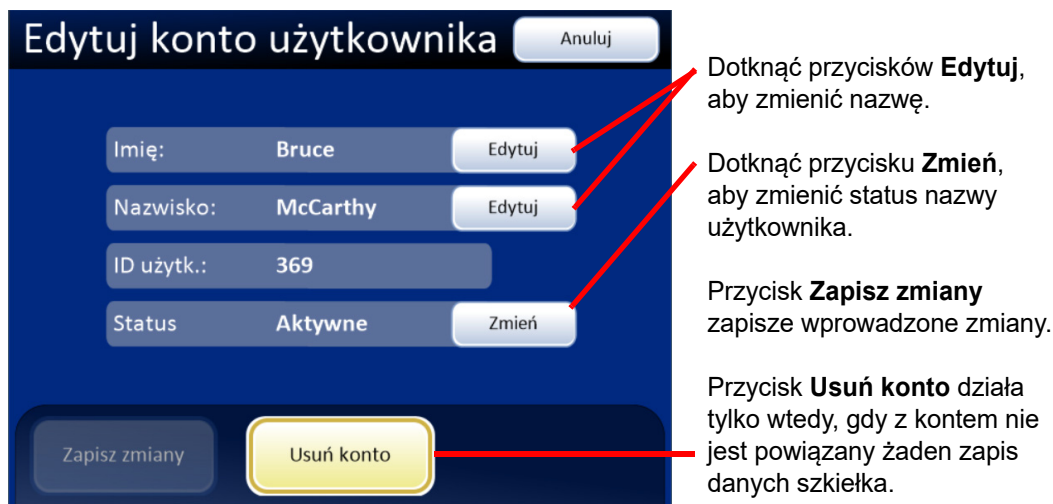 Edytuj konto użytkownika
Anuluj
Imię: Bruce Edytuj
Nazwisko: McCarthy Edytuj
ID użytk.: 369
Status Aktywne Zmień
Zapisz zmiany
Usuń konto
Dotknąć przycisków Edytuj,
aby zmienić nazwę.
Dotknąć przycisku Zmień,
aby zmienić status nazwy
użytkownika.
Przycisk Zapisz zmiany
zapisze wprowadzone zmiany.
Przycisk Usuń konto działa
tylko wtedy, gdy z kontem nie
jest powiązany żaden zapis
danych szkiełka.